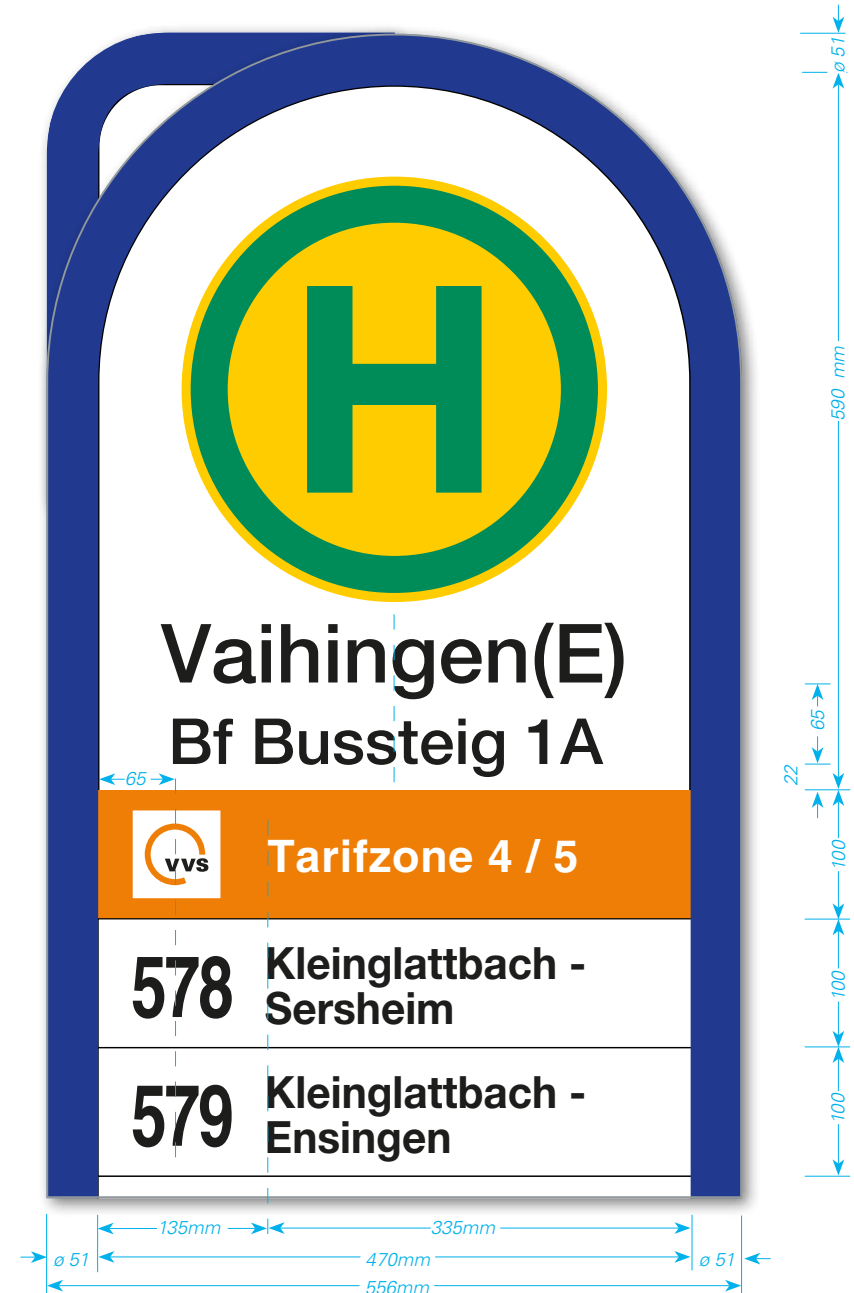 ø 51
H
590 mm
Vaihingen(E)
65
Bf Bussteig 1A
22
65
vvs
Tarifzone 4 / 5
100
578 Kleinglattbach -
Sersheim
100
579 Kleinglattbach -
Ensingen
100
135mm 335mm
ø 51 470mm ø 51
556mm